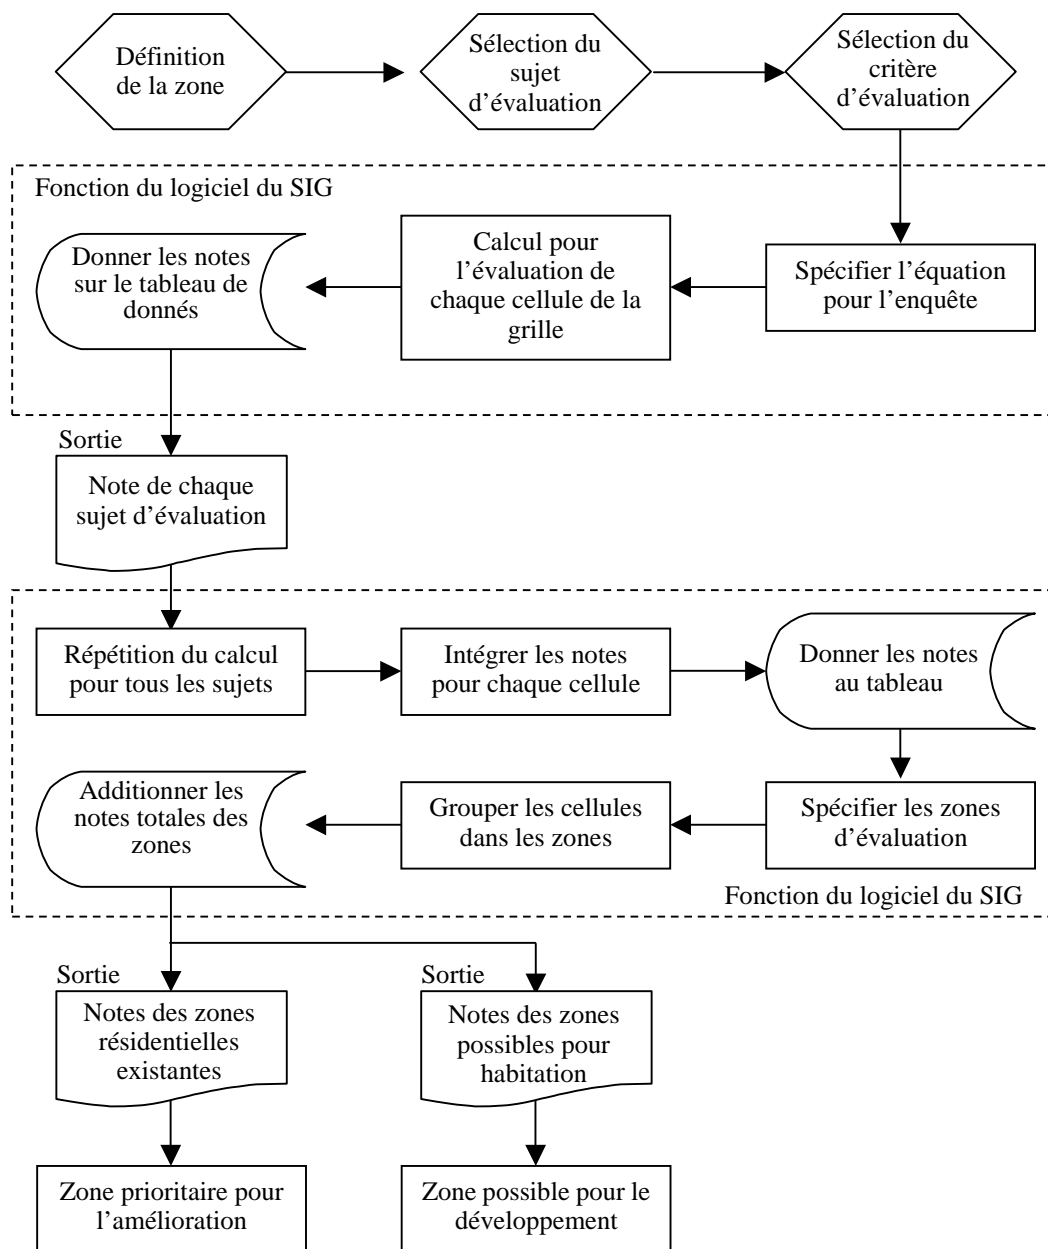 Définition
de la zone
Sélection du
sujet
d’évaluation
Sélection du
critère
d’évaluation
Fonction du logiciel du SIG
Donner les notes
sur le tableau de
donnés
Calcul pour
l’évaluation de
chaque cellule de la
grille
Spécifier l’équation
pour l’enquête
Sortie
Note de chaque
sujet d’évaluation
Répétition du calcul
pour tous les sujets
Intégrer les notes
pour chaque cellule
Donner les notes
au tableau
Additionner les
notes totales des
zones
Grouper les cellules
dans les zones
Spécifier les zones
d’évaluation
Fonction du logiciel du SIG
Sortie
Notes des zones
résidentielles
existantes
Sortie
Notes des zones
possibles pour
habitation
Zone prioritaire pour
l’amélioration
Zone possible pour le
développement